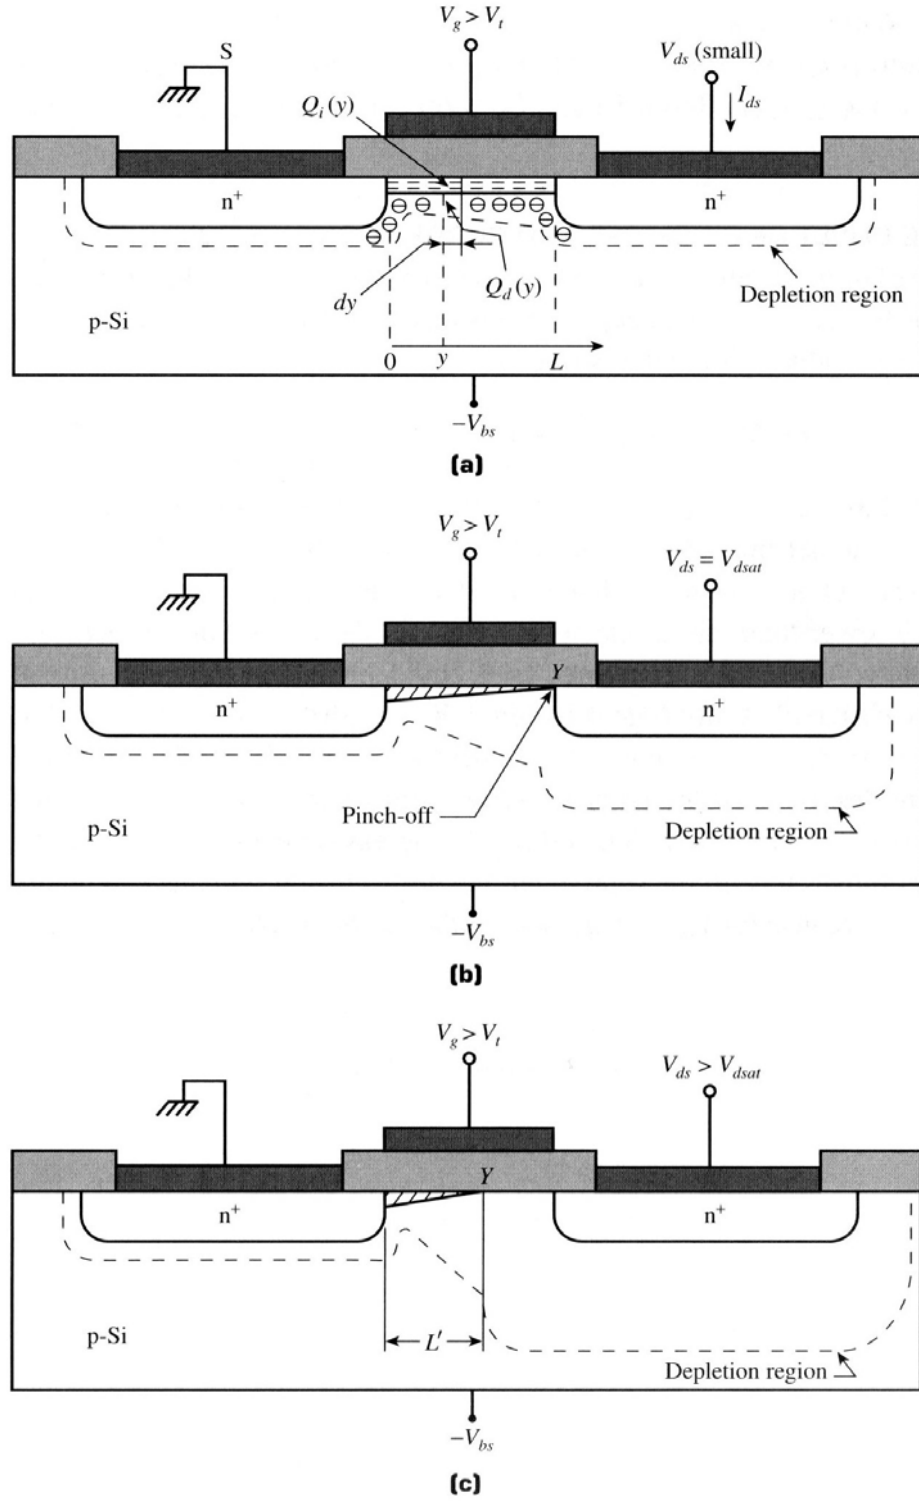 V_g > V_t
S
V_ds (small)
Q_i (y)
I_ds
n+
n+
dy
Q_d (y)
Depletion region
p-Si
0
y
L
–V_bs
(a)
V_g > V_t
V_ds = V_dsat
Y
n+
n+
Pinch-off
p-Si
Depletion region
–V_bs
(b)
V_g > V_t
V_ds > V_dsat
Y
n+
n+
p-Si
L'
Depletion region
–V_bs
(c)